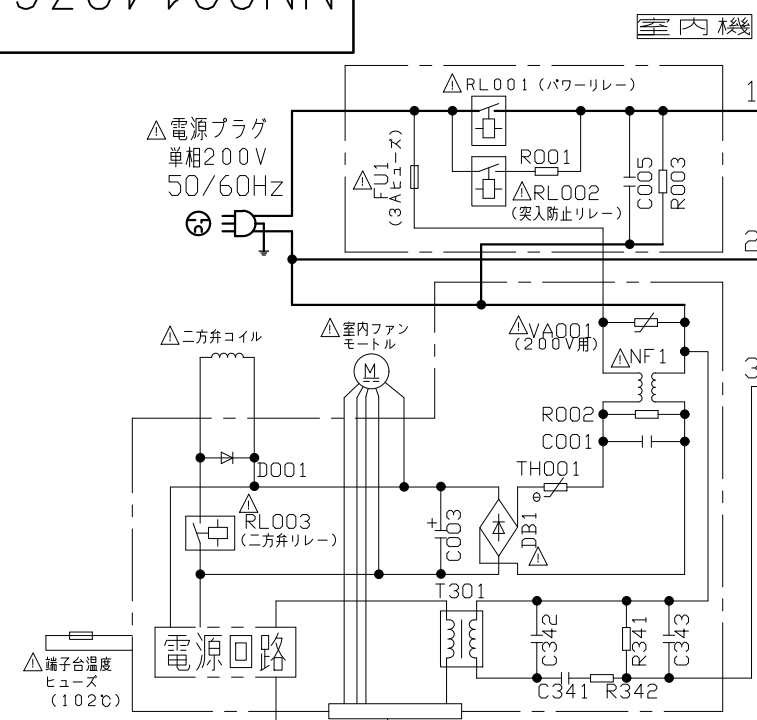 室内機
RL001(パワーリレー)
1
電源プラグ
単相200V
50/60Hz
FU1
(3Aヒューズ)
R001
RL002
(突入防止リレー)
C005
R003
2
二方弁コイル
室内ファン
モートル
M
VA001
(200V用)
NF1
3
R002
C001
TH001
θ
D001
RL003
(二方弁リレー)
+
C003
DB1
T301
電源回路
C342
R341
C343
C341
R342
端子台温度
ヒューズ
(102℃)